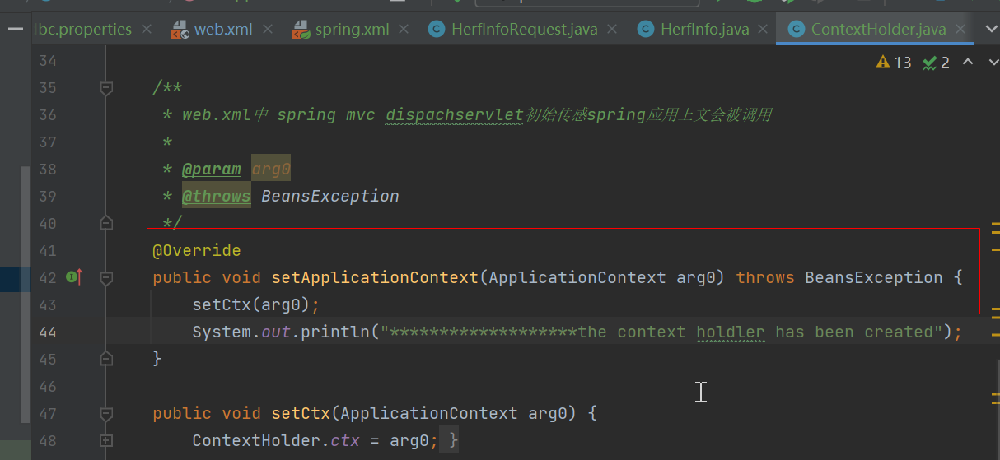 bc.properties
web.xml
spring.xml
HerfInfoRequest.java
HerfInfo.java
ContextHolder.java
13
2
34
35 /**
36 * web.xml中 spring mvc dispachservlet初始传感spring应用上文会被调用
37 *
38 * @param arg0
39 * @throws BeansException
40 */
41 @Override
42 public void setApplicationContext(ApplicationContext arg0) throws BeansException {
43 setCtx(arg0);
44 System.out.println("*******************the context holdler has been created");
45 }
46
47 public void setCtx(ApplicationContext arg0) {
48 ContextHolder.ctx = arg0; }